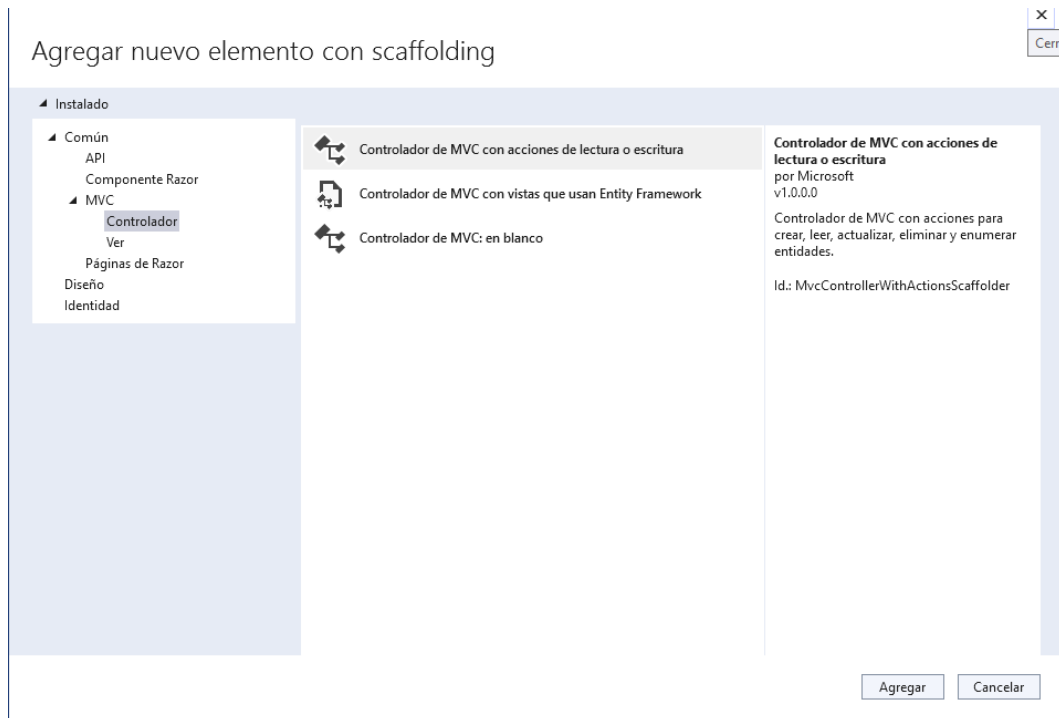 Agregar nuevo elemento con scaffolding
Cerr
Instalado
Común
API
Componente Razor
MVC
Controlador
Ver
Páginas de Razor
Diseño
Identidad
Controlador de MVC con acciones de lectura o escritura
Controlador de MVC con vistas que usan Entity Framework
Controlador de MVC: en blanco
Controlador de MVC con acciones de
lectura o escritura
por Microsoft
v1.0.0.0
Controlador de MVC con acciones para
crear, leer, actualizar, eliminar y enumerar
entidades.
Id.: MvcControllerWithActionsScaffolder
Agregar
Cancelar